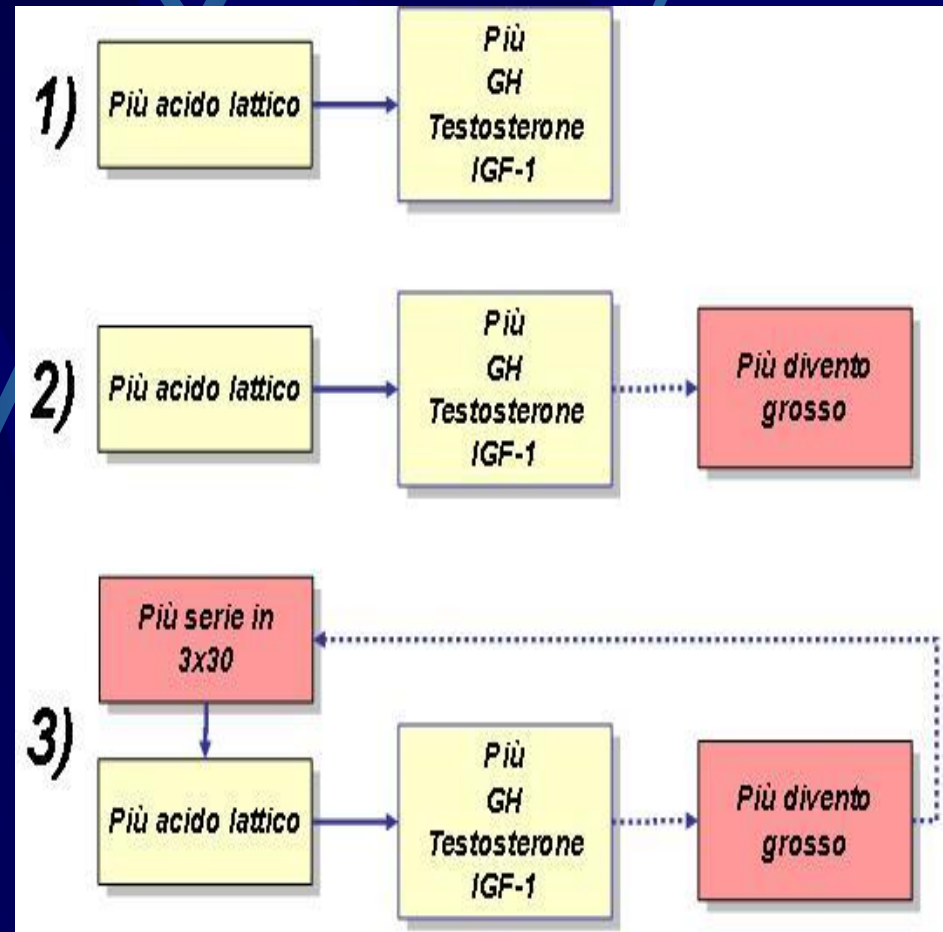 1)
Più acido lattico
Più
GH
Testosterone
IGF-1
2)
Più acido lattico
Più
GH
Testosterone
IGF-1
Più divento
grosso
3)
Più serie in
3x30
Più acido lattico
Più
GH
Testosterone
IGF-1
Più divento
grosso